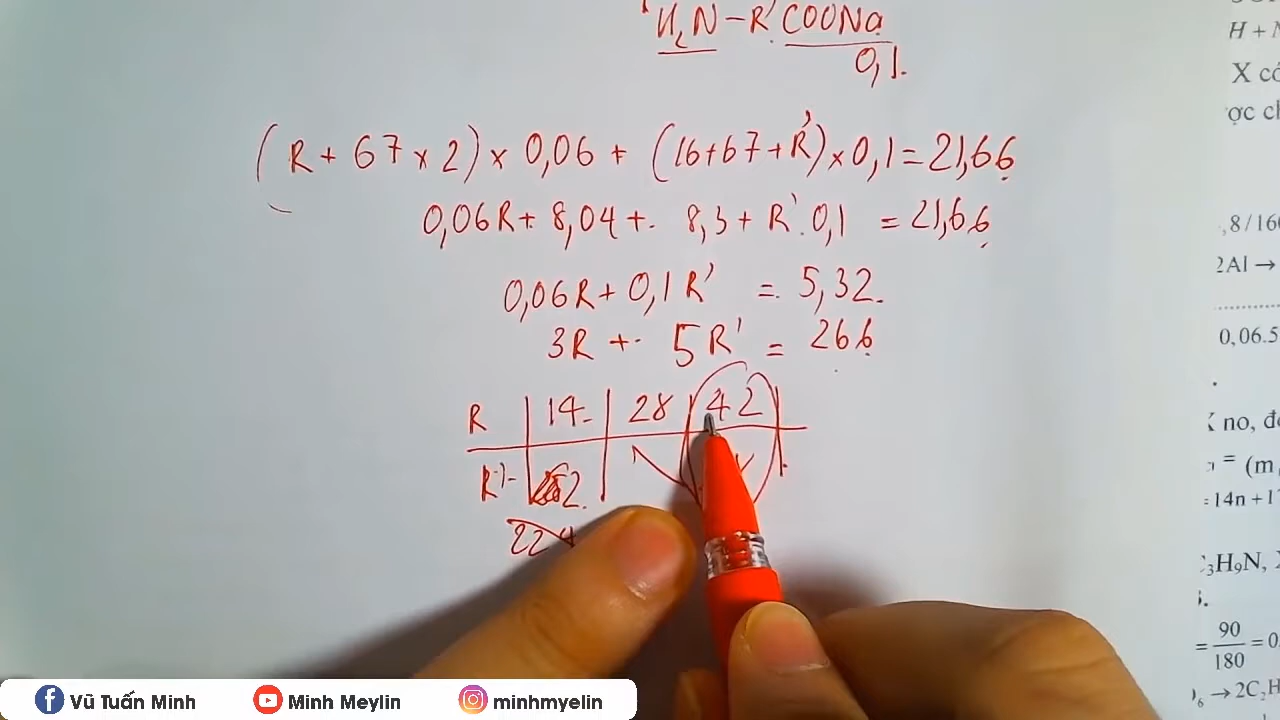 H₂N – R' COONa
0,1.
(R + 67 × 2) × 0,06 + (16 + 67 + R') × 0,1 = 21,66
0,06R + 8,04 + 8,3 + R'.0,1 = 21,66
0,06R + 0,1R' = 5,32.
3R + 5R' = 266
R | 14 | 28 | 42
R'
224
H + N
X có
ợc ch
,8 / 160
2Al →
0,06.5
X no, đ
= (m
= 14n + 1
C₃H₉N,
= 90/180 = 0,
→ 2C₂H
Vũ Tuấn Minh
Minh Meylin
minhmyelin